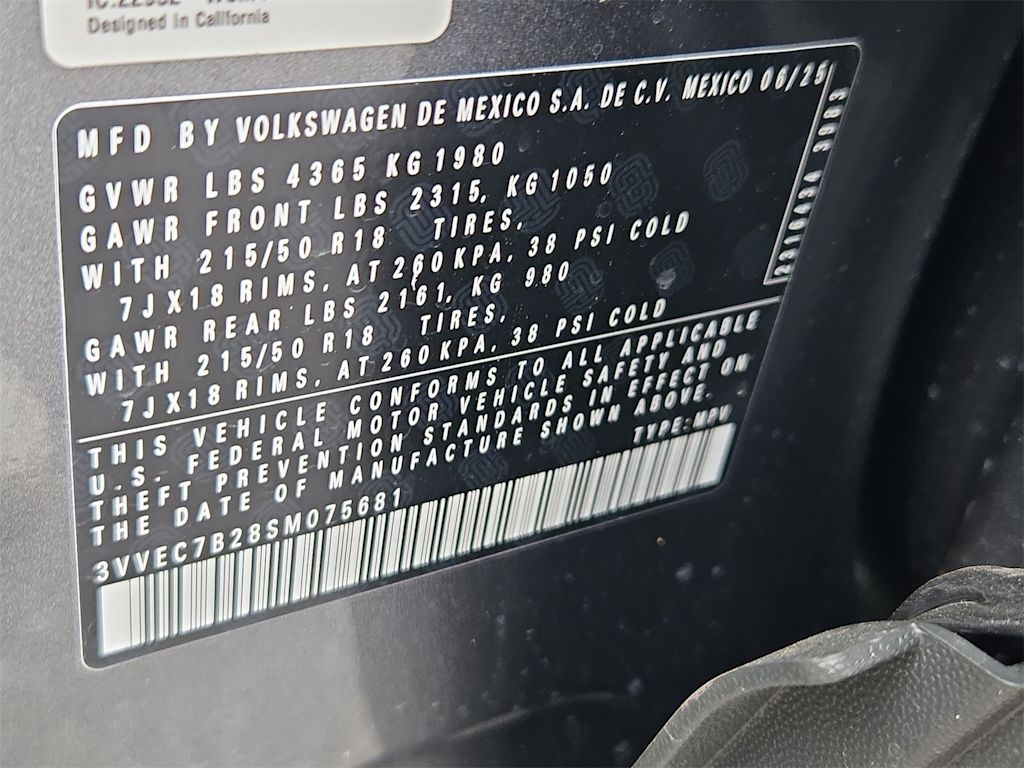 Designed in California
MFD BY VOLKSWAGEN DE MEXICO S.A. DE C.V. MEXICO 06/25
GVWR LBS 4365 KG 1980
GAWR FRONT LBS 2315, KG 1050
WITH 215/50 R18 TIRES,
7JX18 RIMS, AT 260 KPA, 38 PSI COLD
GAWR REAR LBS 2161, KG 980
WITH 215/50 R18 TIRES,
7JX18 RIMS, AT 260 KPA, 38 PSI COLD
THIS VEHICLE CONFORMS TO ALL APPLICABLE
U.S. FEDERAL MOTOR VEHICLE SAFETY AND
THEFT PREVENTION STANDARDS IN EFFECT ON
THE DATE OF MANUFACTURE SHOWN ABOVE.
TYPE: MPV
3VVEC7B28SM075681